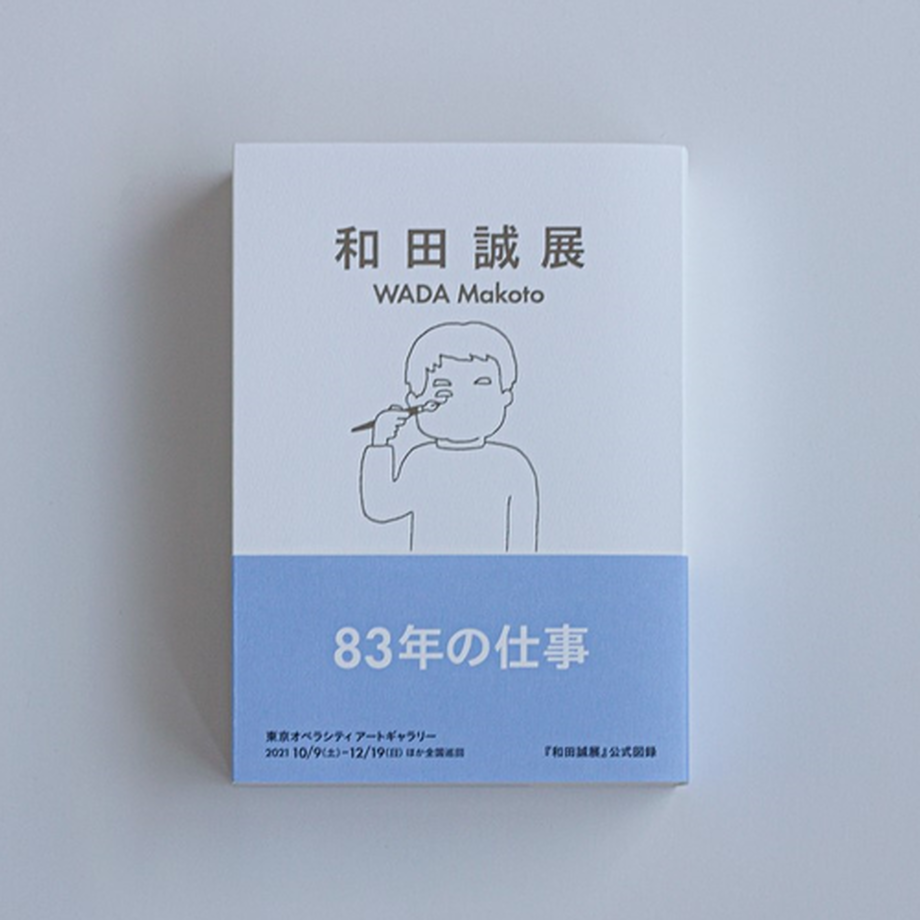 和田誠展
WADA Makoto
83年の仕事
東京オペラシティ アートギャラリー
2021 10/9(土)-12/19(日) ほか全国巡回
『和田誠展』公式図録